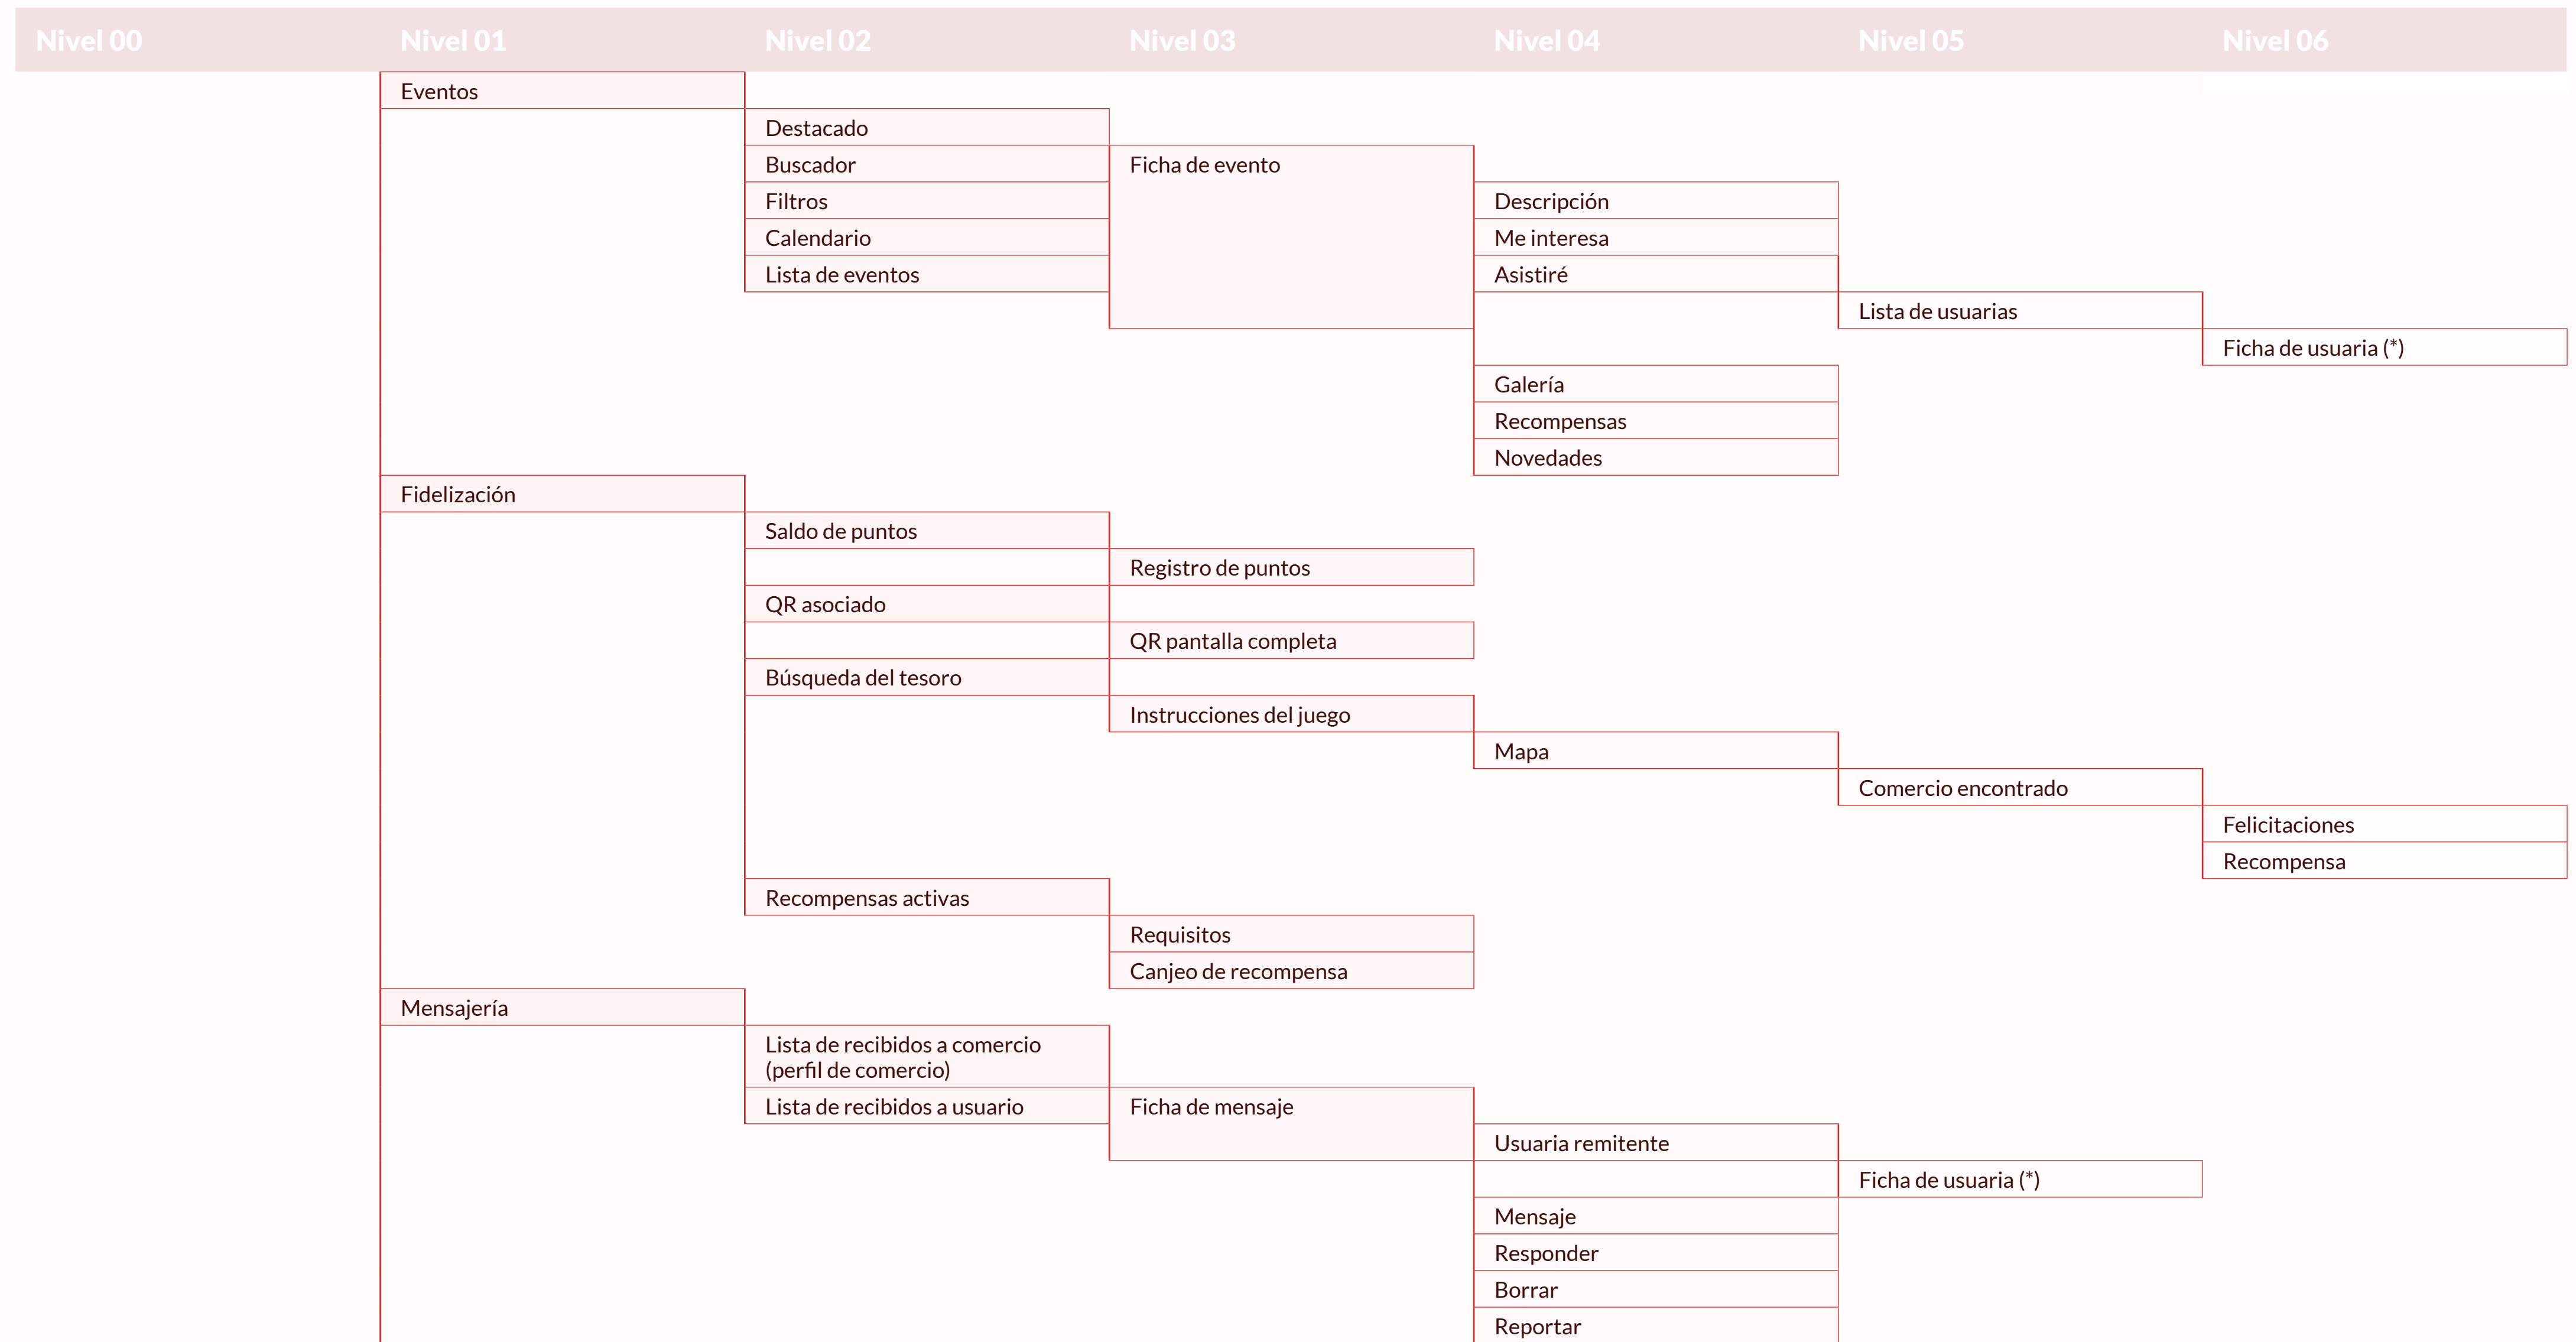 Nivel 00
Nivel 01
Nivel 02
Nivel 03
Nivel 04
Nivel 05
Nivel 06
Eventos
Destacado
Buscador
Ficha de evento
Filtros
Descripción
Calendario
Me interesa
Lista de eventos
Asistiré
Lista de usuarias
Ficha de usuaria (*)
Galería
Recompensas
Novedades
Fidelización
Saldo de puntos
Registro de puntos
QR asociado
QR pantalla completa
Búsqueda del tesoro
Instrucciones del juego
Mapa
Comercio encontrado
Felicitaciones
Recompensa
Recompensas activas
Requisitos
Canjeo de recompensa
Mensajería
Lista de recibidos a comercio
(perfil de comercio)
Lista de recibidos a usuario
Ficha de mensaje
Usuaria remitente
Ficha de usuaria (*)
Mensaje
Responder
Borrar
Reportar